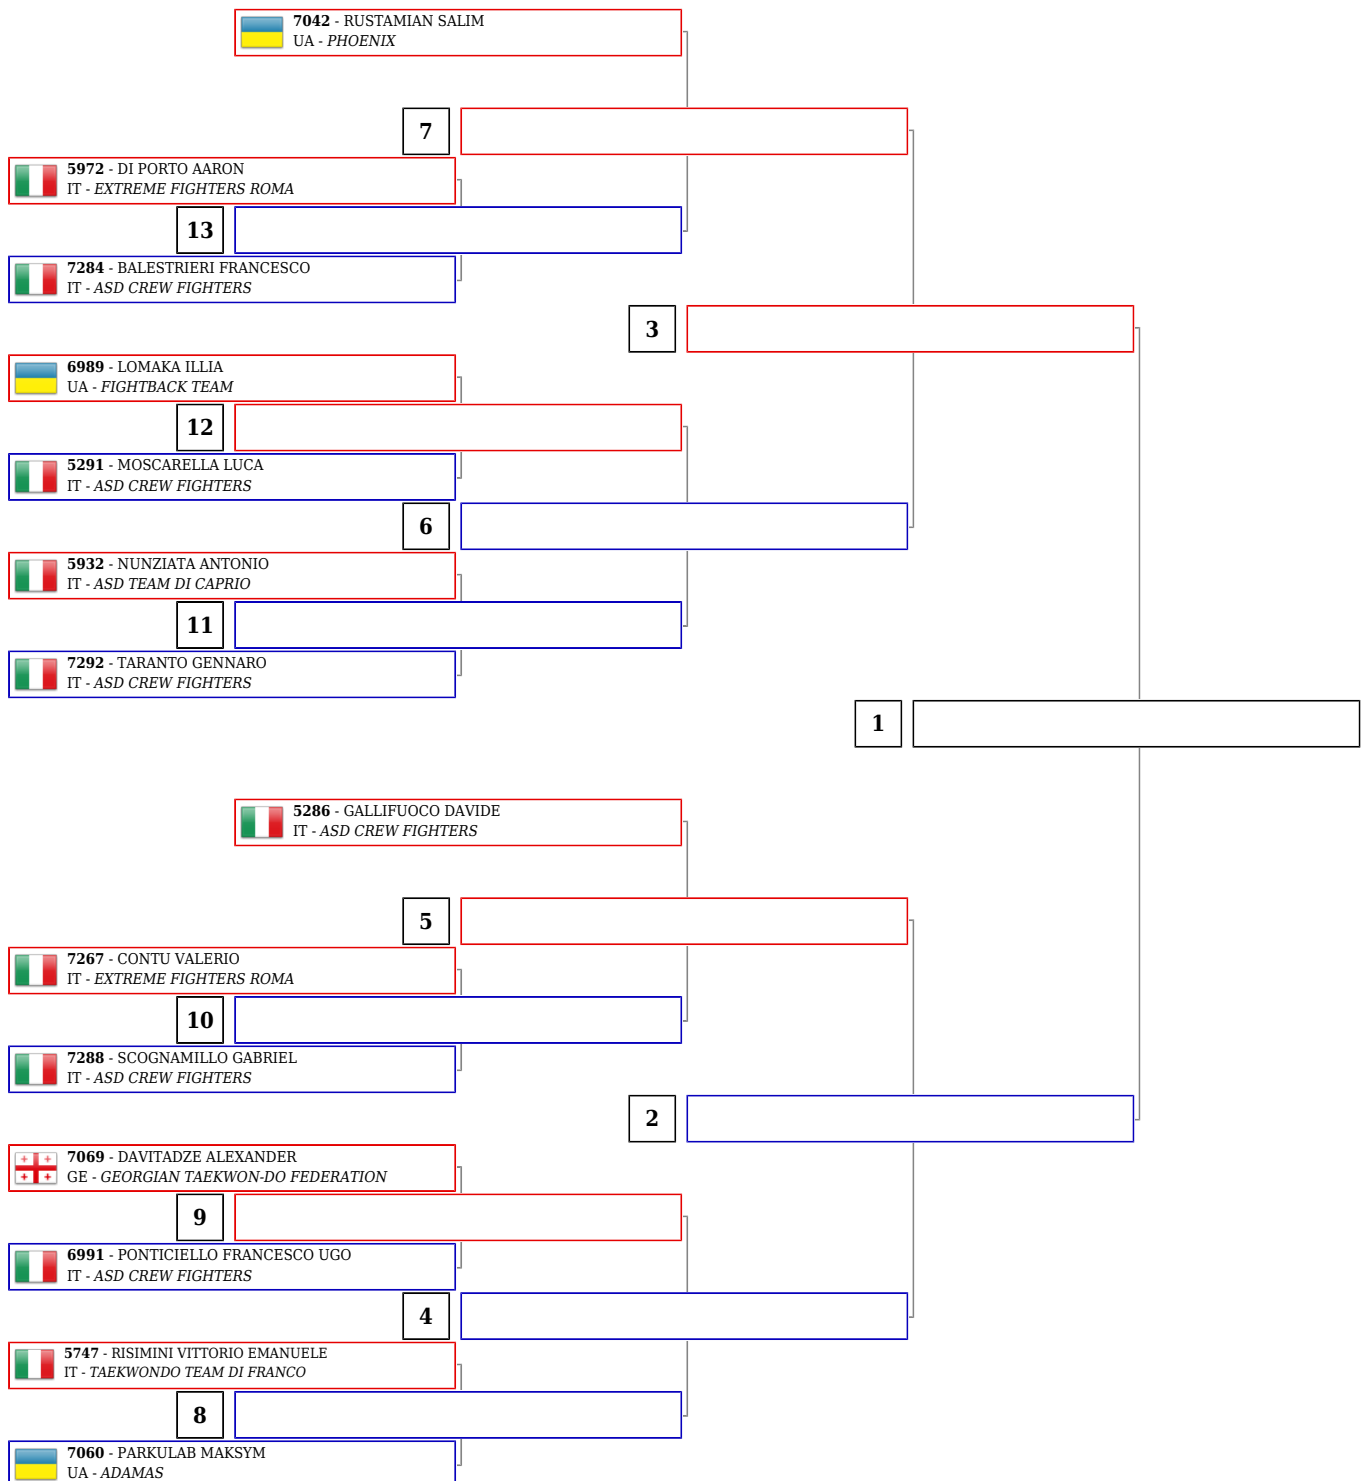 7042 - RUSTAMIAN SALIM
UA - PHOENIX
7
5972 - DI PORTO AARON
IT - EXTREME FIGHTERS ROMA
13
7284 - BALESTRIERI FRANCESCO
IT - ASD CREW FIGHTERS
3
6989 - LOMAKA ILLIA
UA - FIGHTBACK TEAM
12
5291 - MOSCARELLA LUCA
IT - ASD CREW FIGHTERS
6
5932 - NUNZIATA ANTONIO
IT - ASD TEAM DI CAPRIO
11
7292 - TARANTO GENNARO
IT - ASD CREW FIGHTERS
1
5286 - GALLIFUOCO DAVIDE
IT - ASD CREW FIGHTERS
5
7267 - CONTU VALERIO
IT - EXTREME FIGHTERS ROMA
10
7288 - SCOGNAMILLO GABRIEL
IT - ASD CREW FIGHTERS
2
7069 - DAVITADZE ALEXANDER
GE - GEORGIAN TAEKWON-DO FEDERATION
9
6991 - PONTICIELLO FRANCESCO UGO
IT - ASD CREW FIGHTERS
4
5747 - RISIMINI VITTORIO EMANUELE
IT - TAEKWONDO TEAM DI FRANCO
8
7060 - PARKULAB MAKSYM
UA - ADAMAS